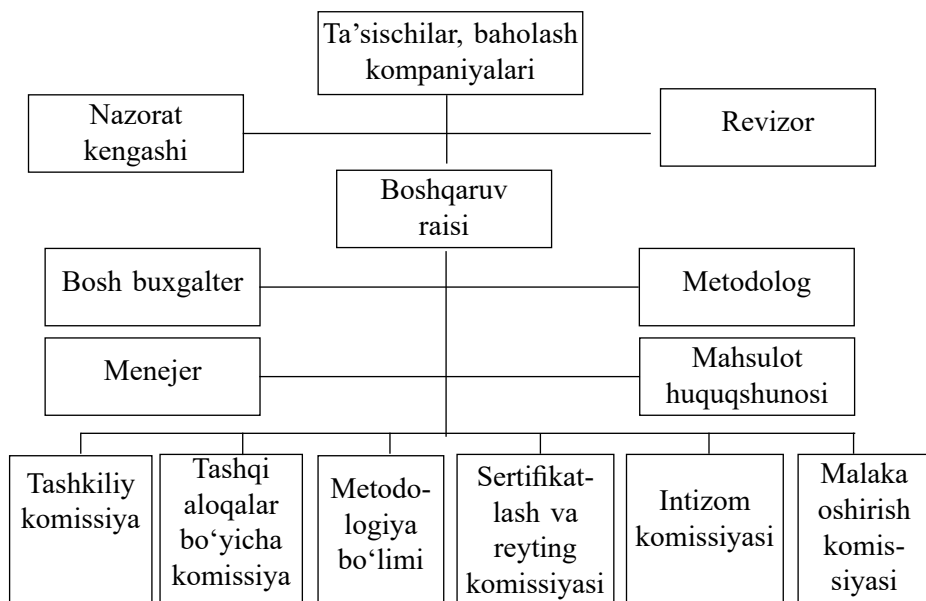 Ta’sischilar, baholash
kompaniyalari
Nazorat
kengashi
Revizor
Boshqaruv
raisi
Bosh buxgalter
Metodolog
Menejer
Mahsulot
huquqshunosi
Tashkiliy
komissiya
Tashqi
aloqalar
bo‘yicha
komissiya
Metodo-
logiya
bo‘limi
Sertifikat-
lash va
reyting
komissiyasi
Intizom
komissiyasi
Malaka
oshirish
komis-
siyasi